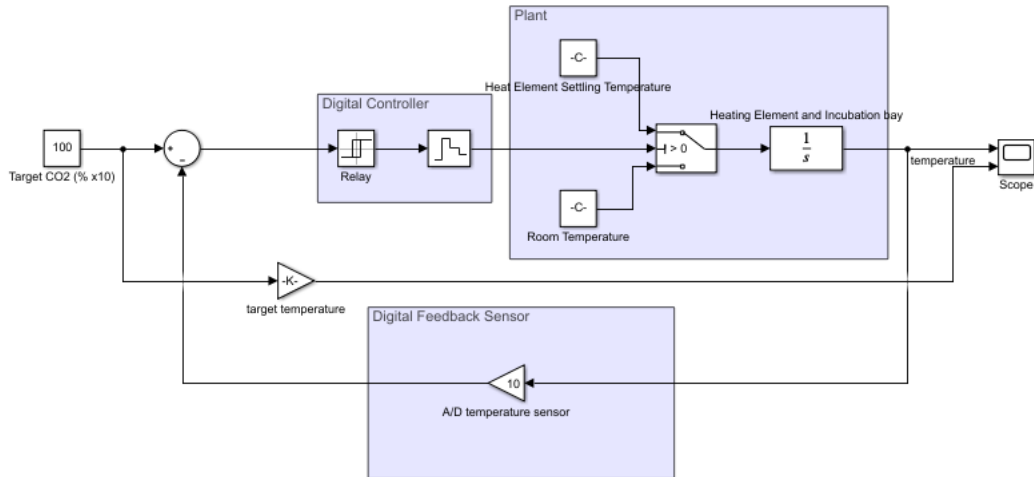 Plant
-C-
Heat Element Settling Temperature
Digital Controller
Heating Element and Incubation bay
100
+
−
> 0
1
s
temperature
Target CO2 (% x10)
Relay
Scope
-C-
Room Temperature
-K-
target temperature
Digital Feedback Sensor
10
A/D temperature sensor